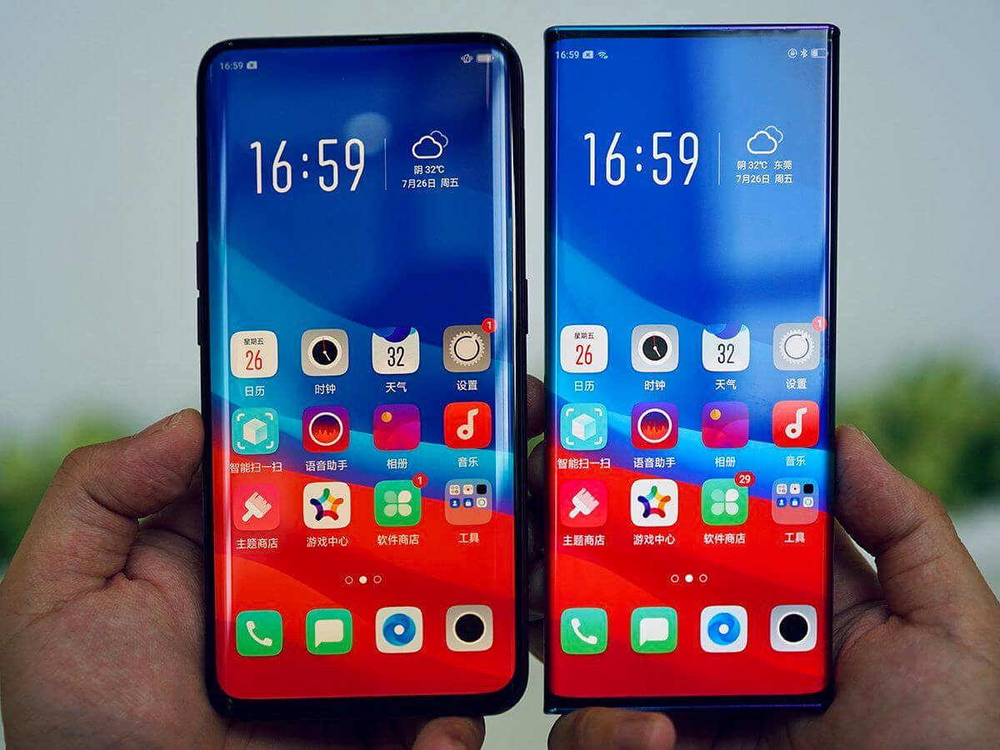 16:59
16:59
阴 32℃
7月26日 周五
星期五
26
32
1
日历
时钟
天气
设置
智能扫一扫
语音助手
相册
音乐
1
主题商店
游戏中心
软件商店
工具
16:59
16:59
阴 32℃ 东莞
7月26日 周五
星期五
26
32
1
日历
时钟
天气
设置
智能扫一扫
语音助手
相册
音乐
29
主题商店
游戏中心
软件商店
工具